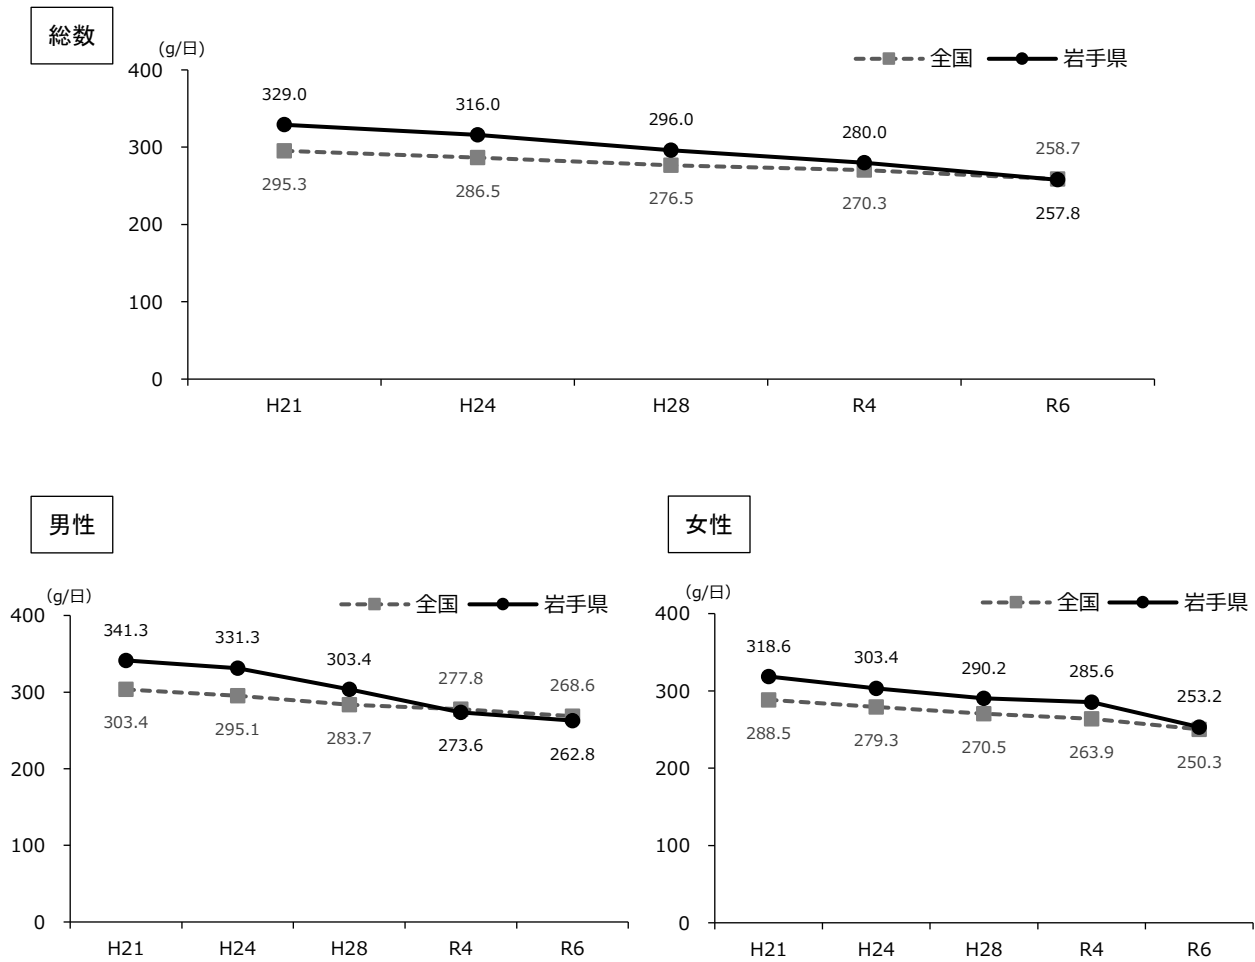 総数
(g/日)
全国 岩手県
400
300
200
100
0
329.0 316.0 296.0 280.0 258.7
295.3 286.5 276.5 270.3 257.8
H21 H24 H28 R4 R6
男性
(g/日)
全国 岩手県
400
300
200
100
0
341.3 331.3 303.4 277.8 268.6
303.4 295.1 283.7 273.6 262.8
H21 H24 H28 R4 R6
女性
(g/日)
全国 岩手県
400
300
200
100
0
318.6 303.4 290.2 285.6 253.2
288.5 279.3 270.5 263.9 250.3
H21 H24 H28 R4 R6